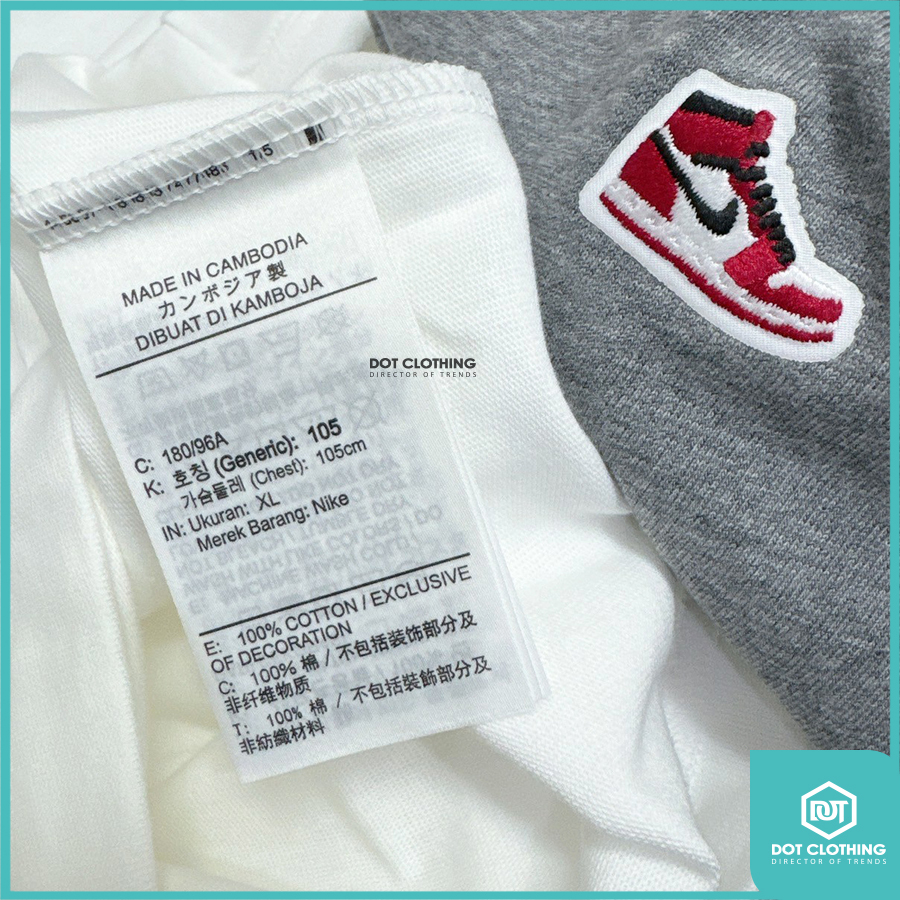 MADE IN CAMBODIA
カンボジア製
DIBUAT DI KAMBOJA
DOT CLOTHING
DIRECTOR OF TRENDS
C: 180/96A
K: 호칭 (Generic): 105
가슴둘레 (Chest): 105cm
IN: Ukuran: XL
Merek Barang: Nike
E: 100% COTTON / EXCLUSIVE
OF DECORATION
C: 100% 棉 / 不包括装饰部分及
非纤维物质
T: 100% 棉 / 不包括裝飾部分及
非紡織材料
DOT
DOT CLOTHING
DIRECTOR OF TRENDS